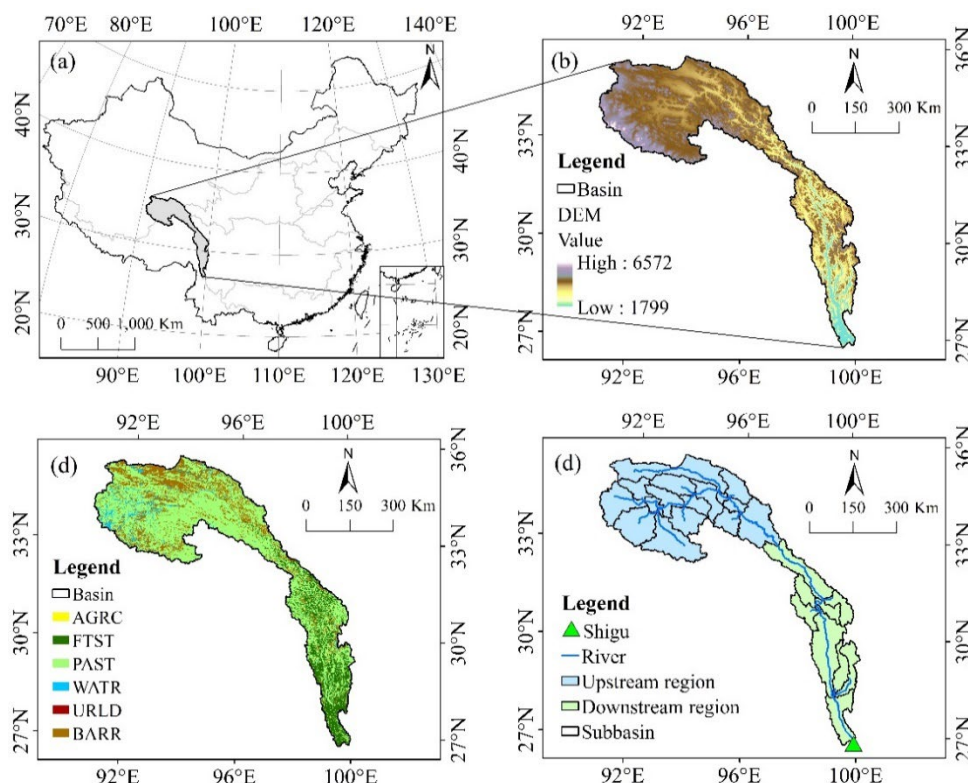 70°E 80°E 90°E 100°E 110°E 120°E 130°E 140°E
(a)
N
40°N
30°N
20°N
40°N
30°N
20°N
0 500 1,000 Km
90°E 100°E 110°E 120°E 130°E
92°E 96°E 100°E
(b)
N
0 150 300 Km
36°N
33°N
30°N
27°N
33°N
30°N
27°N
Legend
Basin
DEM
Value
High : 6572
Low : 1799
92°E 96°E 100°E
92°E 96°E 100°E
(d)
N
0 150 300 Km
36°N
33°N
30°N
27°N
33°N
30°N
27°N
Legend
Basin
AGRC
FTST
PAST
WATR
URLD
BARR
92°E 96°E 100°E
92°E 96°E 100°E
(d)
N
0 150 300 Km
36°N
33°N
30°N
27°N
33°N
30°N
27°N
Legend
Shigu
River
Upstream region
Downstream region
Subbasin
92°E 96°E 100°E